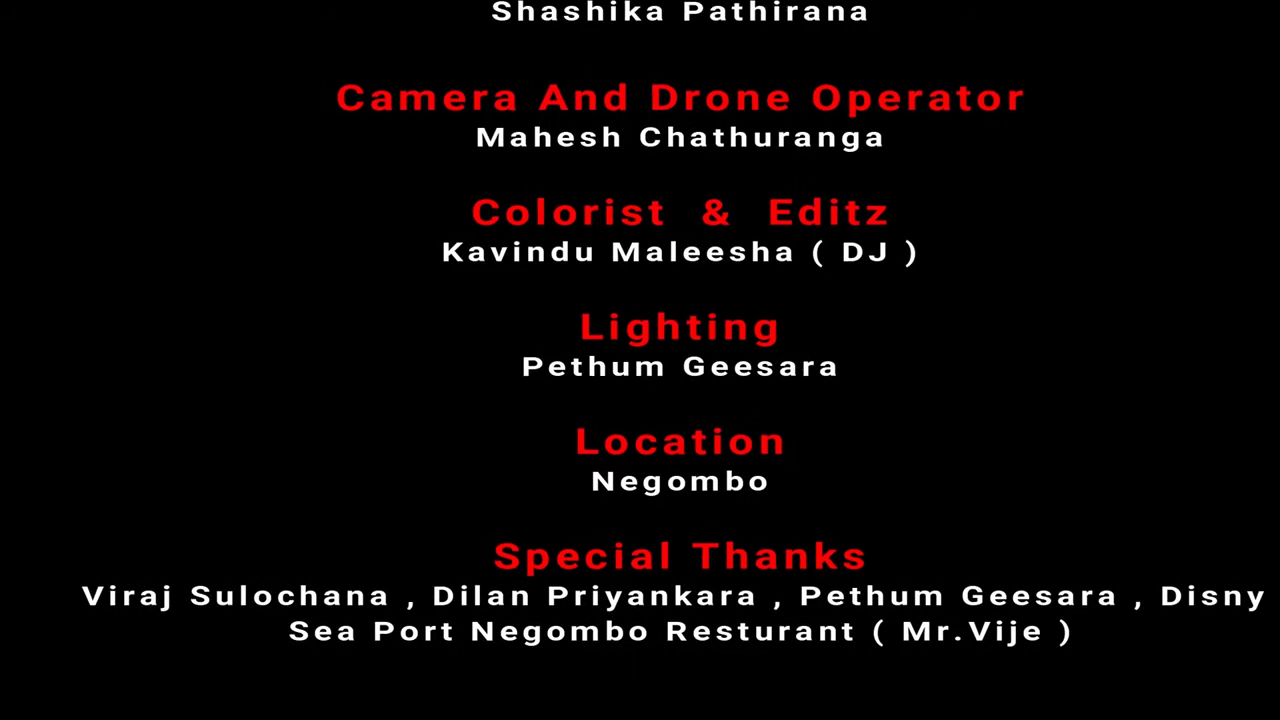 Shashika Pathirana
Camera And Drone Operator
Mahesh Chathuranga
Colorist & Editz
Kavindu Maleesha ( DJ )
Lighting
Pethum Geesara
Location
Negombo
Special Thanks
Viraj Sulochana , Dilan Priyankara , Pethum Geesara , Disny
Sea Port Negombo Resturant ( Mr.Vije )